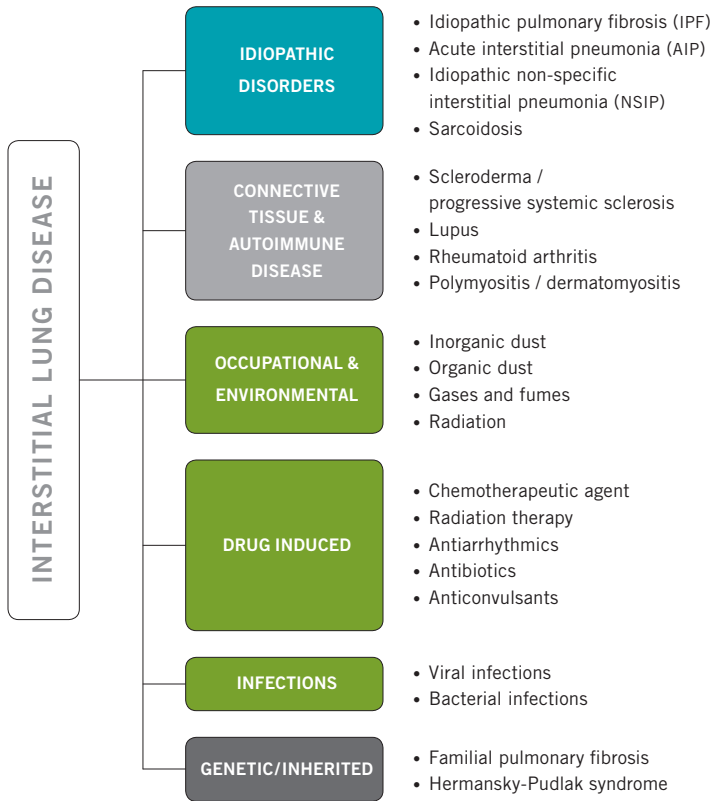 INTERSTITIAL LUNG DISEASE
IDIOPATHIC
DISORDERS
• Idiopathic pulmonary fibrosis (IPF)
• Acute interstitial pneumonia (AIP)
• Idiopathic non-specific
interstitial pneumonia (NSIP)
• Sarcoidosis
CONNECTIVE
TISSUE &
AUTOIMMUNE
DISEASE
• Scleroderma /
progressive systemic sclerosis
• Lupus
• Rheumatoid arthritis
• Polymyositis / dermatomyositis
OCCUPATIONAL &
ENVIRONMENTAL
• Inorganic dust
• Organic dust
• Gases and fumes
• Radiation
DRUG INDUCED
• Chemotherapeutic agent
• Radiation therapy
• Antiarrhythmics
• Antibiotics
• Anticonvulsants
INFECTIONS
• Viral infections
• Bacterial infections
GENETIC/INHERITED
• Familial pulmonary fibrosis
• Hermansky-Pudlak syndrome